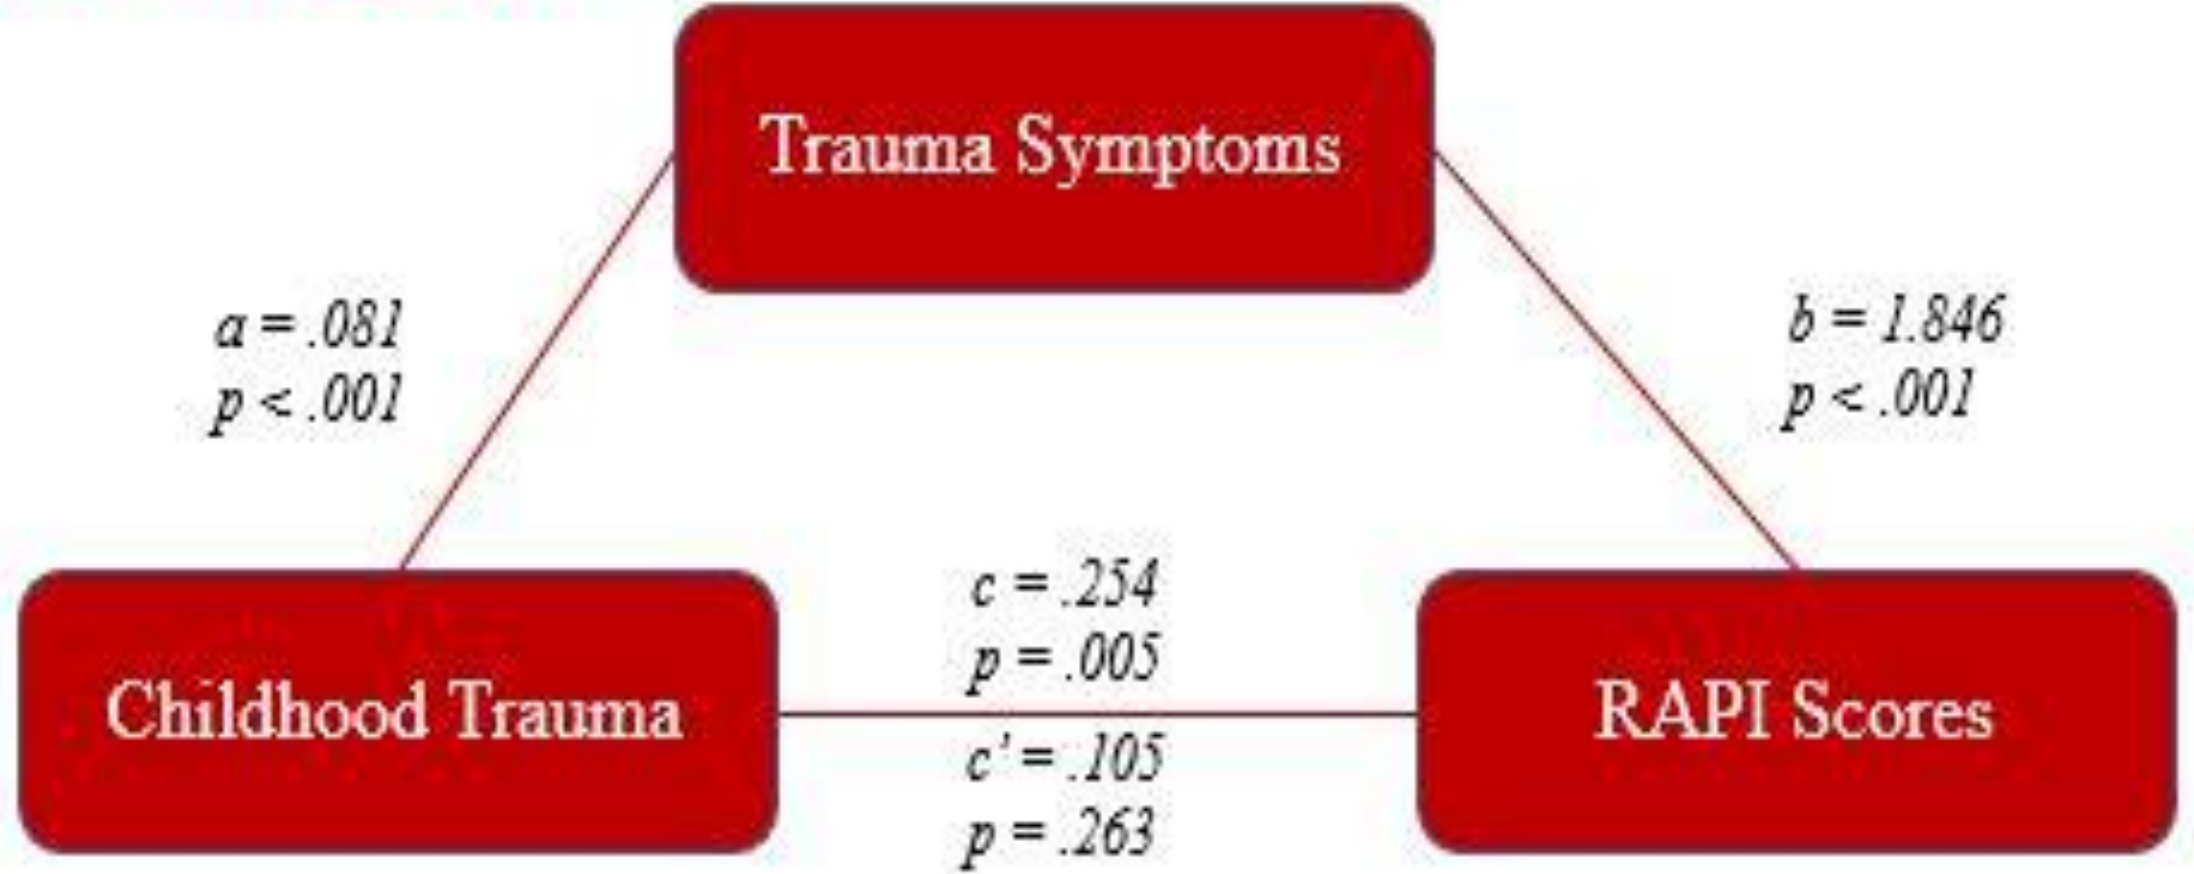 Trauma Symptoms
a = .081
p < .001
b = 1.846
p < .001
c = .254
p = .005
Childhood Trauma
RAPI Scores
c' = .105
p = .263